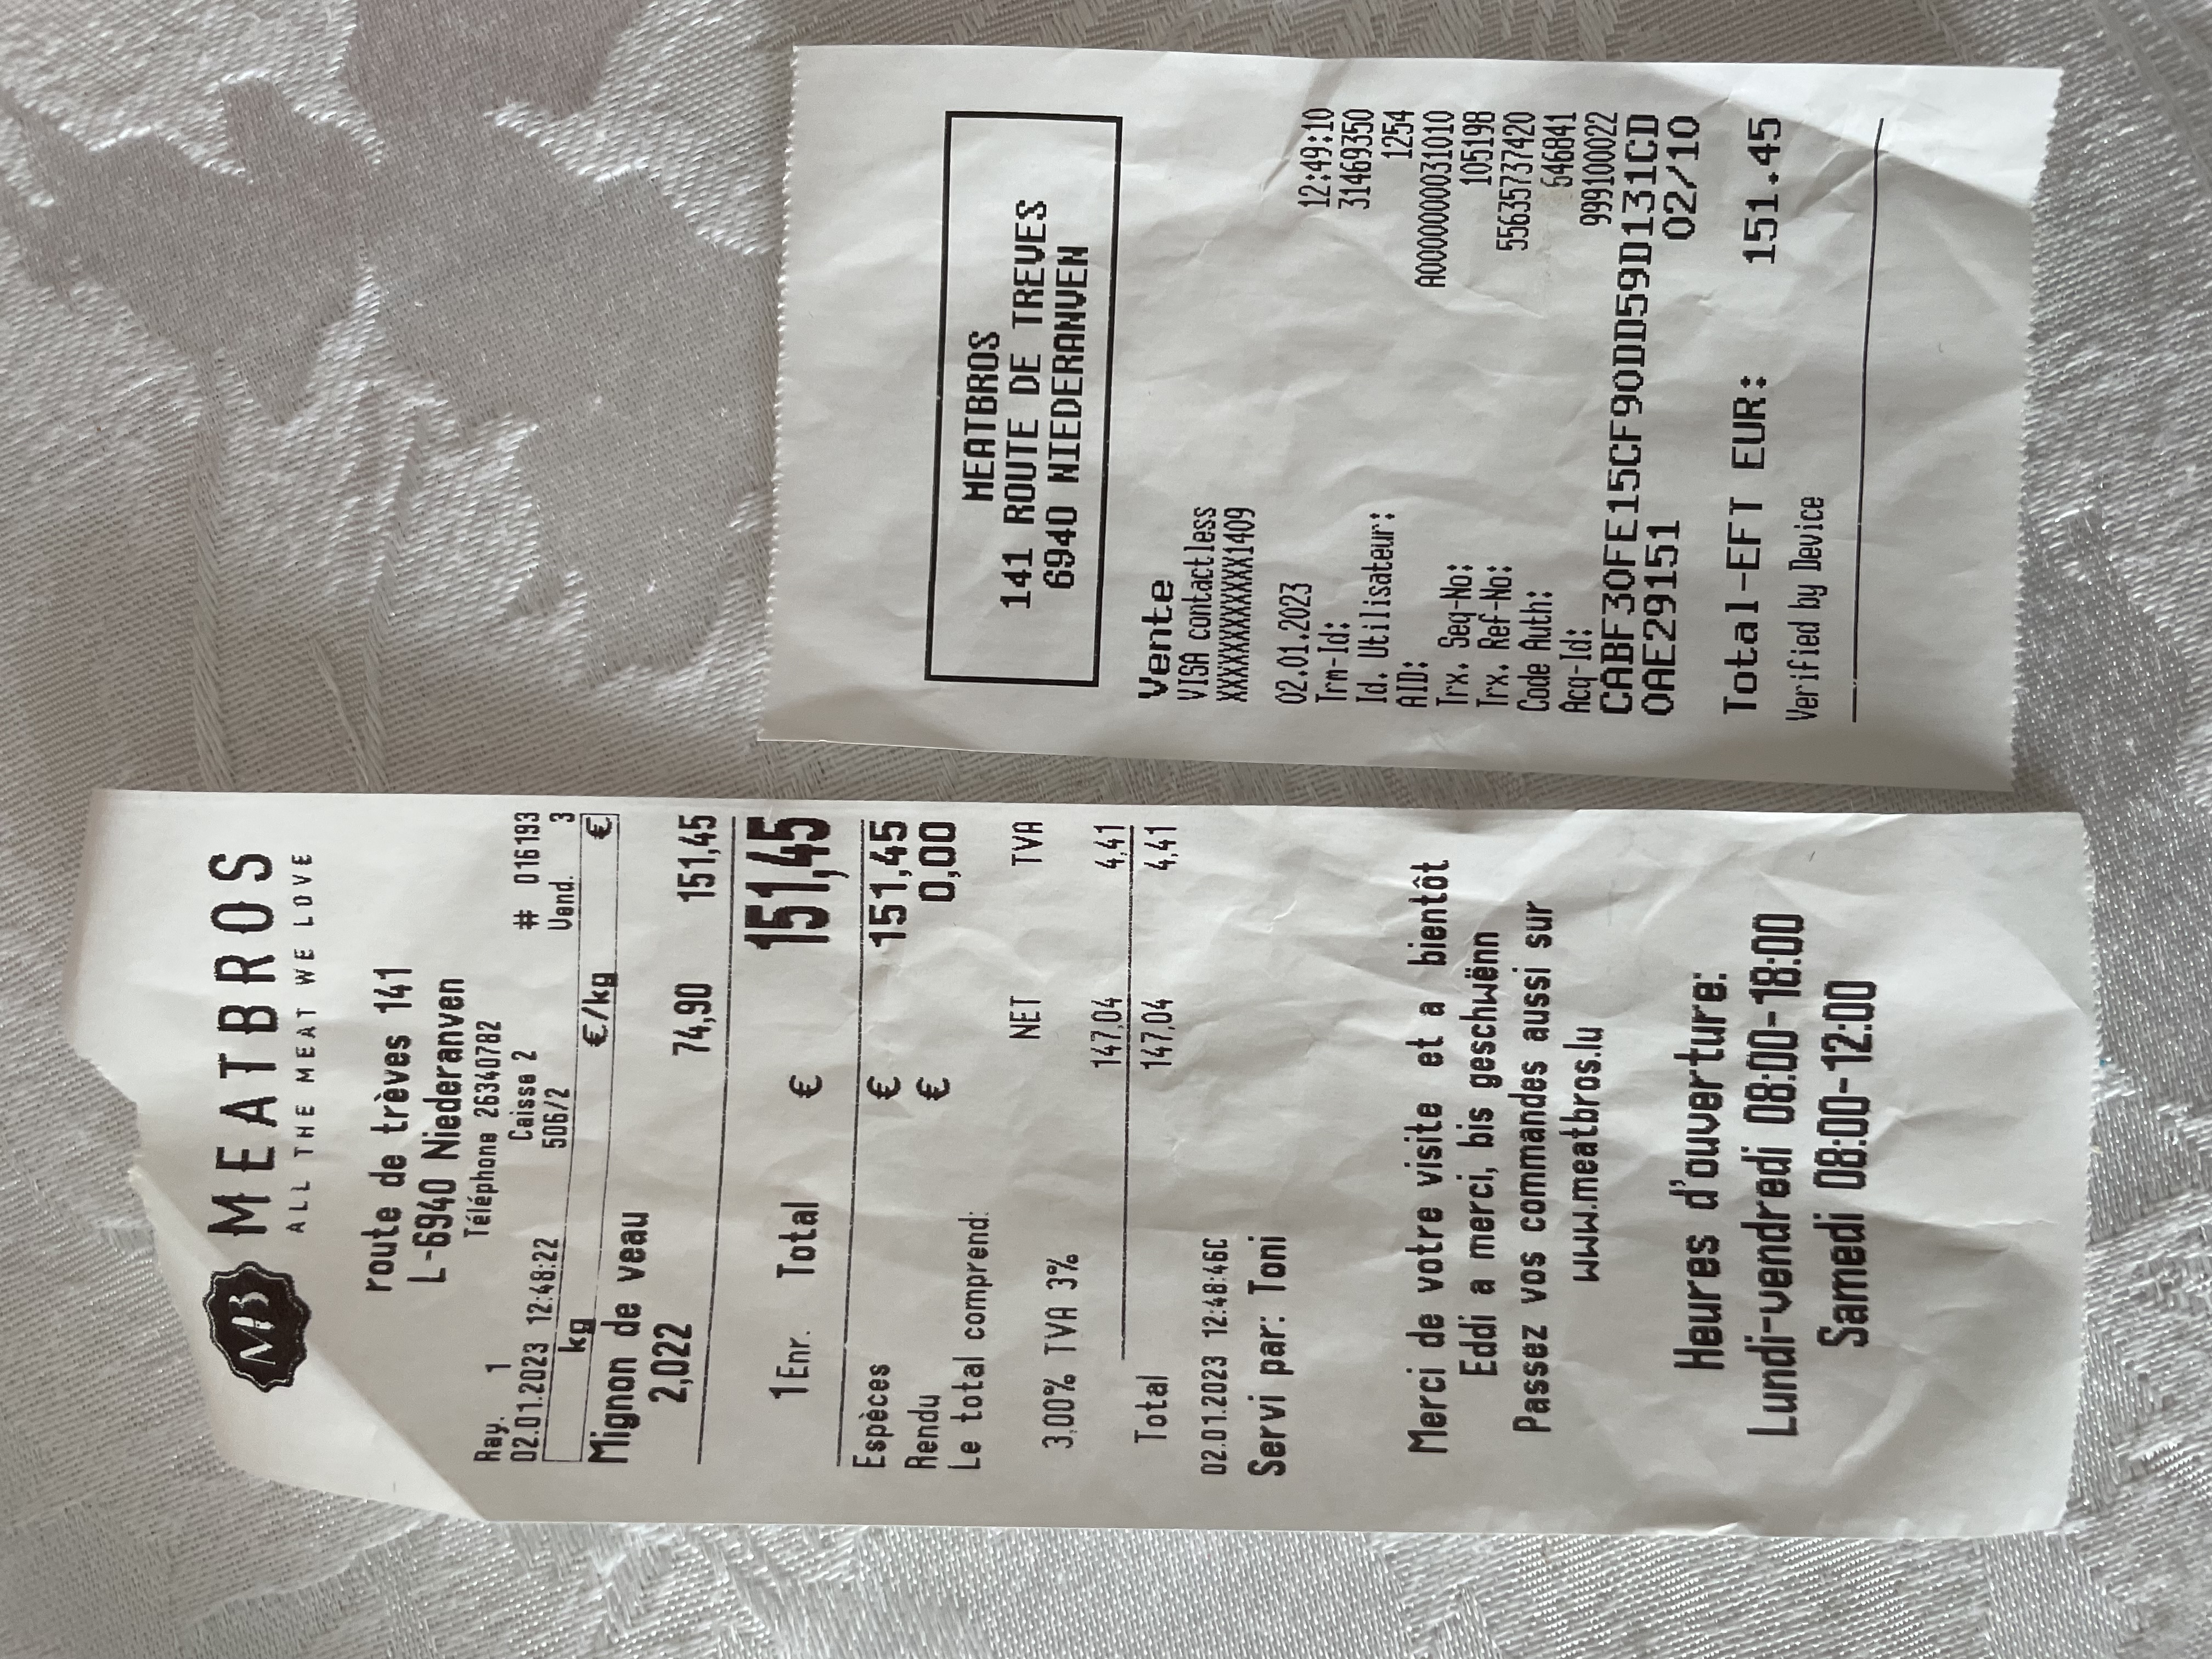 MB MEATBROS
ALL THE MEAT WE LOVE
route de trèves 141
L-6940 Niederanven
Téléphone 26340782
Ray. 1 Caisse 2 # 016193
02.01.2023 12:48:22 506/2 Vend. 3
kg €/kg €
Mignon de veau
2,022 74,90 151,45
1 Enr. Total € 151,45
Espèces € 151,45
Rendu € 0,00
Le total comprend:
NET TVA
3,00% TVA 3% 147,04 4,41
Total 147,04 4,41
02.01.2023 12:48:46C
Servi par: Toni
Merci de votre visite et a bientôt
Eddi a merci, bis geschwënn
Passez vos commandes aussi sur
www.meatbros.lu
Heures d'ouverture:
Lundi-vendredi 08:00-18:00
Samedi 08:00-12:00
MEATBROS
141 ROUTE DE TREVES
6940 NIEDERANVEN
Vente
VISA contactless
XXXXXXXXXXXX1409
02.01.2023 12:49:10
Trm-Id: 31469350
Id. Utilisateur: 1254
AID: A0000000031010
Trx. Seq-No: 105198
Trx. Ref-No: 55635737420
Code Auth: 646841
Acq-Id: 999100022
CABF30FE15CF90DD59D131CD
0AE29151 02/10
Total-EFT EUR: 151.45
Verified by Device